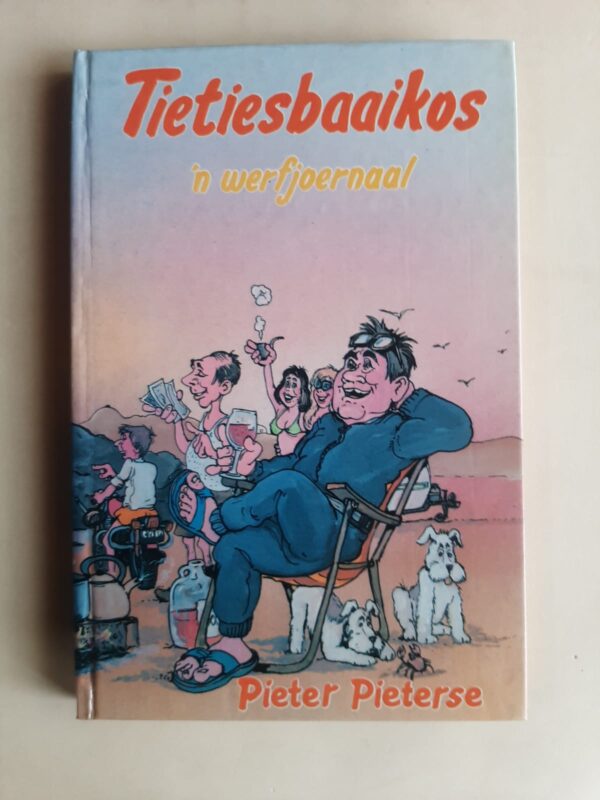 Tietiesbaaikos
'n werfjoernaal
Pieter Pieterse